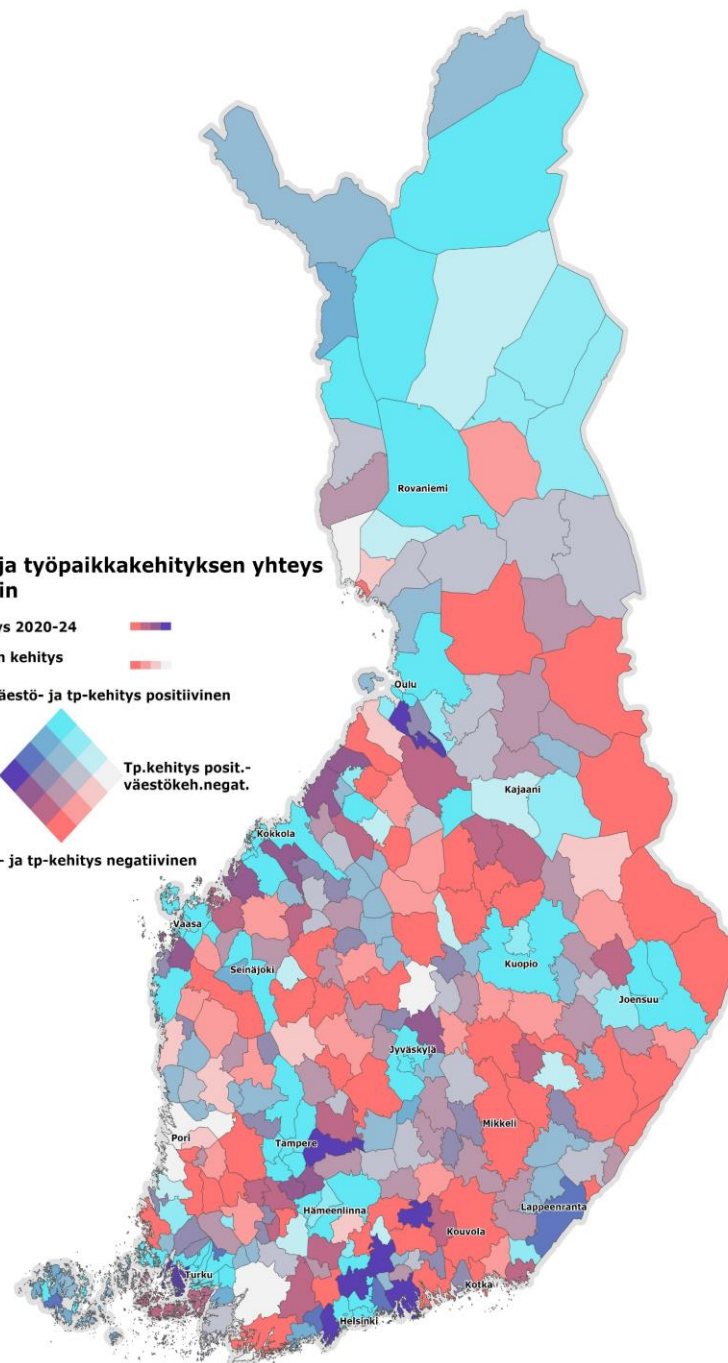 ja työpaikkakehityksen yhteys
in
ys 2020-24
n kehitys
äestö- ja tp-kehitys positiivinen
Tp.kehitys posit.-
väestökeh.negat.
- ja tp-kehitys negatiivinen
Rovaniemi
Oulu
Kajaani
Kokkola
Vaasa
Seinäjoki
Kuopio
Joensuu
Jyväskylä
Mikkeli
Pori
Tampere
Hämeenlinna
Lappeenranta
Kouvola
Turku
Kotka
Helsinki